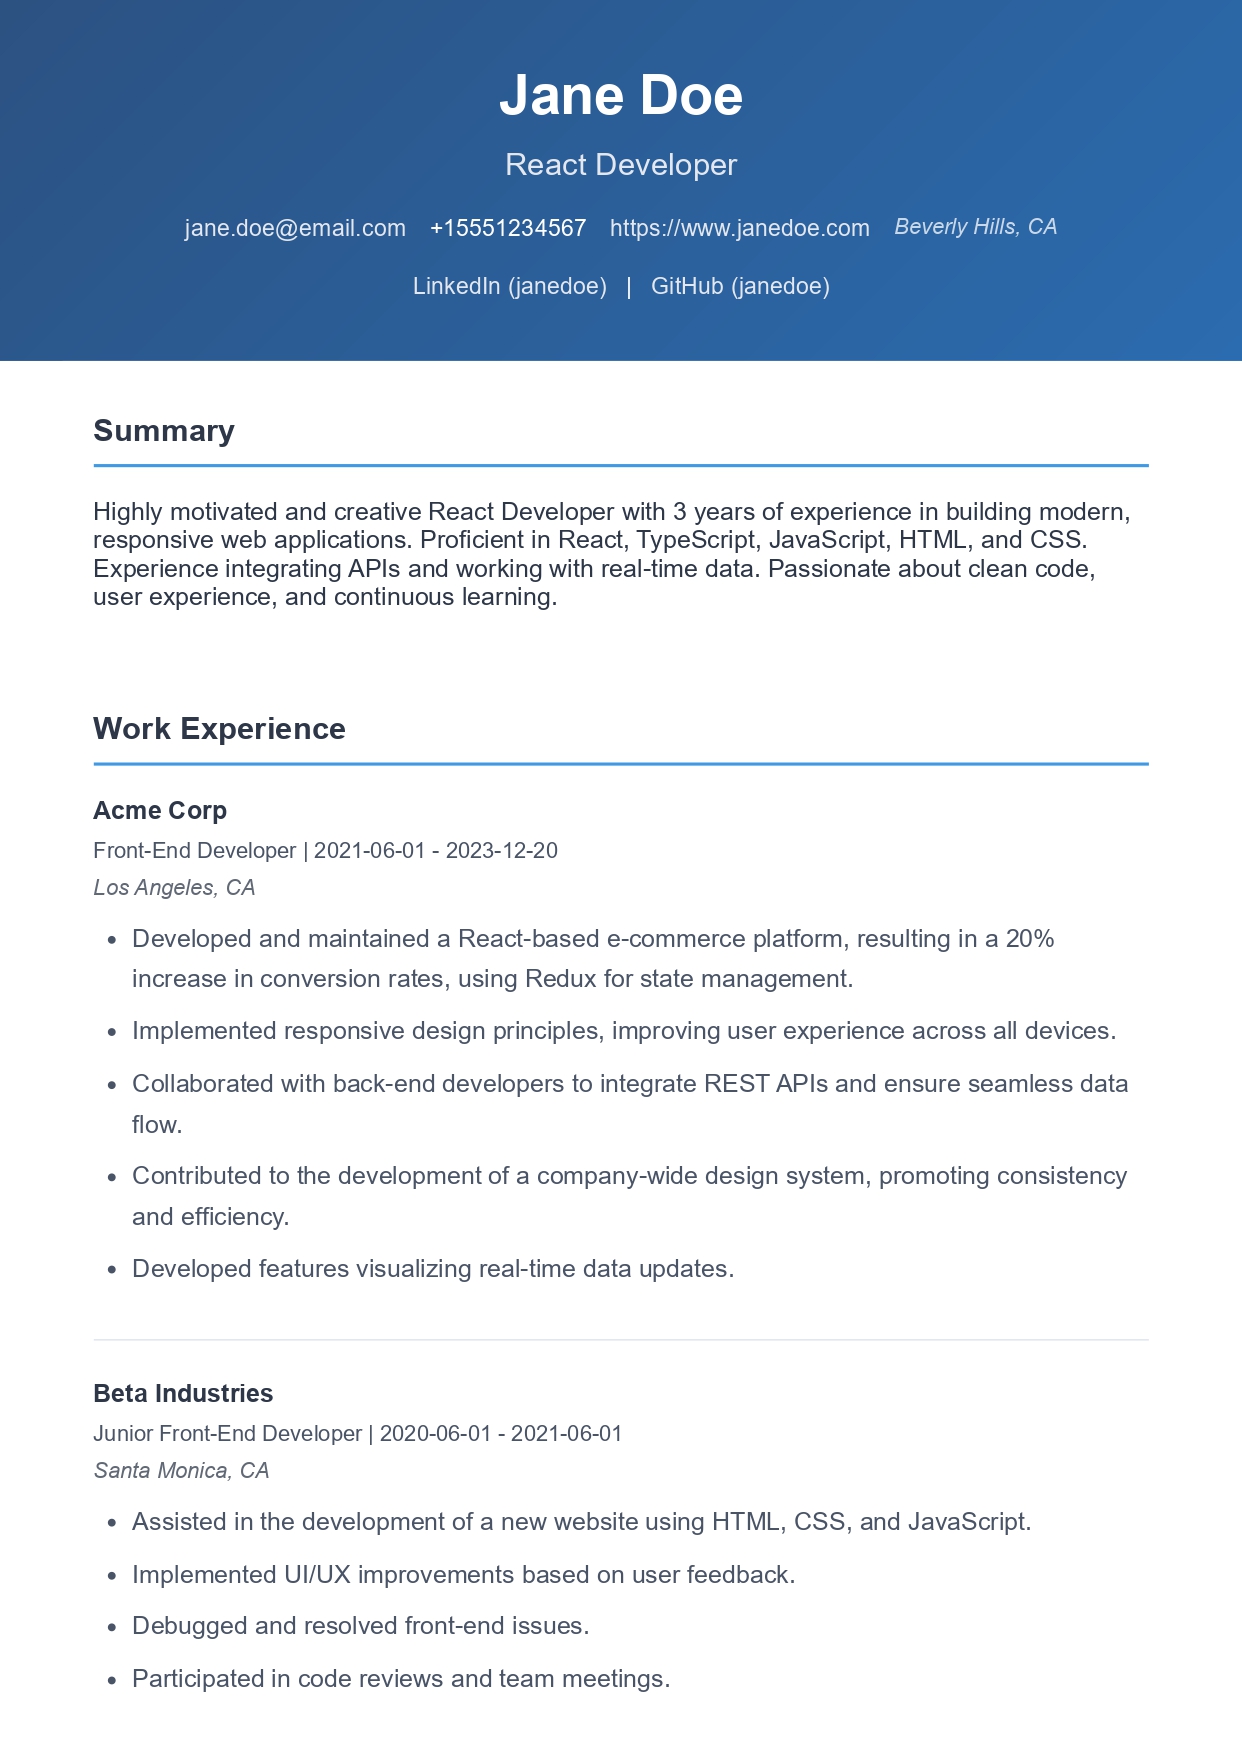 Jane Doe
React Developer
jane.doe@email.com +15551234567 https://www.janedoe.com Beverly Hills, CA
LinkedIn (janedoe) | GitHub (janedoe)
Summary
Highly motivated and creative React Developer with 3 years of experience in building modern,
responsive web applications. Proficient in React, TypeScript, JavaScript, HTML, and CSS.
Experience integrating APIs and working with real-time data. Passionate about clean code,
user experience, and continuous learning.
Work Experience
Acme Corp
Front-End Developer | 2021-06-01 - 2023-12-20
Los Angeles, CA
• Developed and maintained a React-based e-commerce platform, resulting in a 20%
increase in conversion rates, using Redux for state management.
• Implemented responsive design principles, improving user experience across all devices.
• Collaborated with back-end developers to integrate REST APIs and ensure seamless data
flow.
• Contributed to the development of a company-wide design system, promoting consistency
and efficiency.
• Developed features visualizing real-time data updates.
Beta Industries
Junior Front-End Developer | 2020-06-01 - 2021-06-01
Santa Monica, CA
• Assisted in the development of a new website using HTML, CSS, and JavaScript.
• Implemented UI/UX improvements based on user feedback.
• Debugged and resolved front-end issues.
• Participated in code reviews and team meetings.